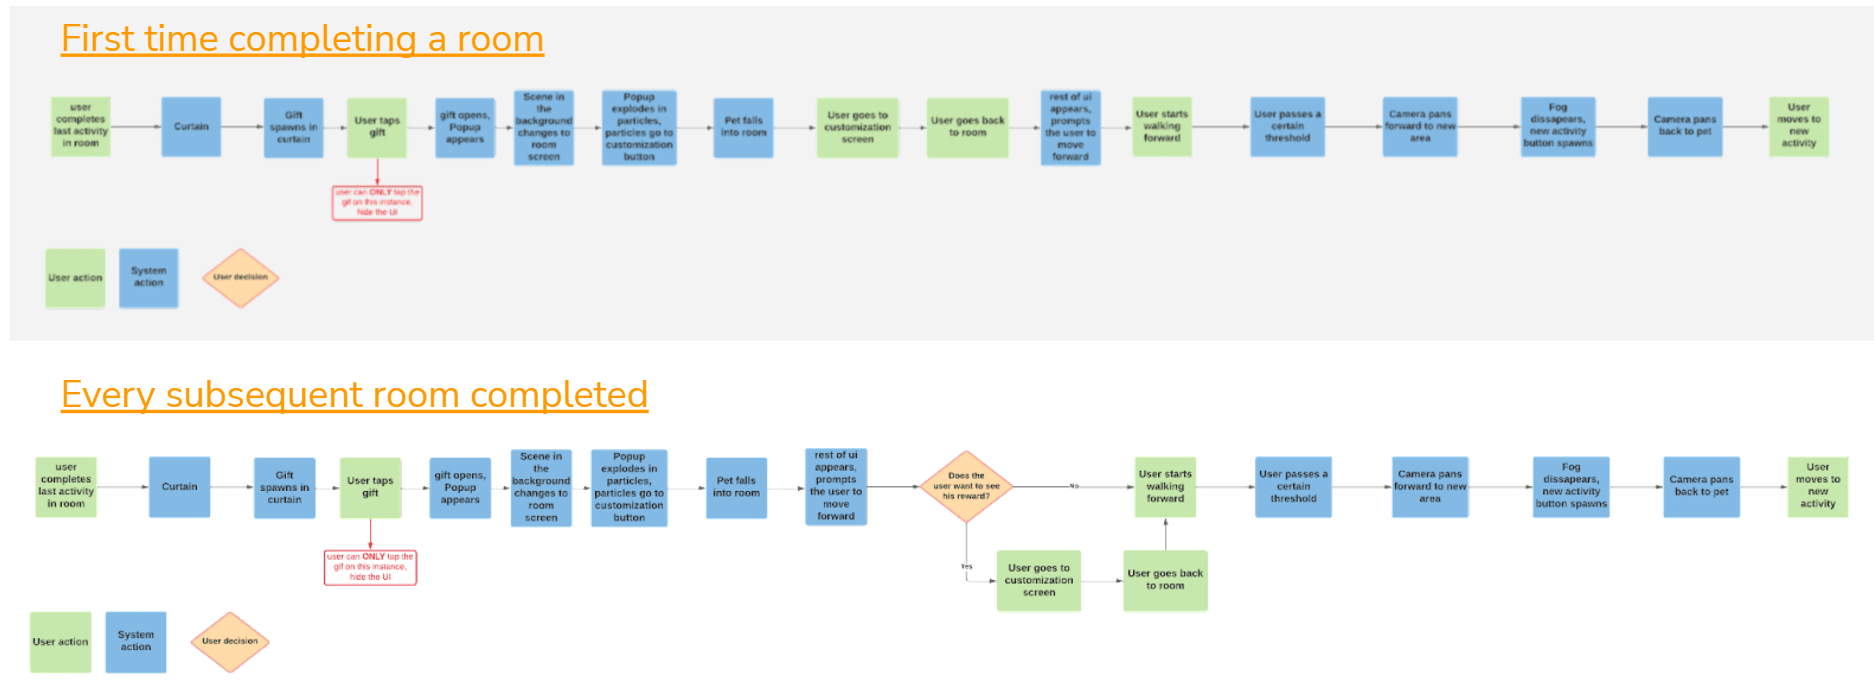 First time completing a room
user
completes
last activity
in room
Curtain
Gift
spawns in
curtain
User taps
gift
gift opens,
Popup
appears
Scene in
the
background
changes to
room
screen
Popup
explodes in
particles,
particles go to
customization
button
Pet falls
into room
User goes to
customization
screen
User goes back
to room
rest of ui
appears,
prompts
the user to
move
forward
User starts
walking
forward
User passes a
certain
threshold
Camera pans
forward to new
area
Fog
dissapears,
new activity
button spawns
Camera pans
back to pet
User
moves to
new
activity
user can ONLY tap the
gif on this instance,
hide the UI
User action
System
action
User decision
Every subsequent room completed
user
completes
last activity
in room
Curtain
Gift
spawns in
curtain
User taps
gift
gift opens,
Popup
appears
Scene in
the
background
changes to
room
screen
Popup
explodes in
particles,
particles go to
customization
button
Pet falls
into room
rest of ui
appears,
prompts
the user to
move
forward
Does the
user want to see
his reward?
No
User starts
walking
forward
User passes a
certain
threshold
Camera pans
forward to new
area
Fog
dissapears,
new activity
button spawns
Camera pans
back to pet
User
moves to
new
activity
user can ONLY tap the
gif on this instance,
hide the UI
Yes
User goes to
customization
screen
User goes back
to room
User action
System
action
User decision